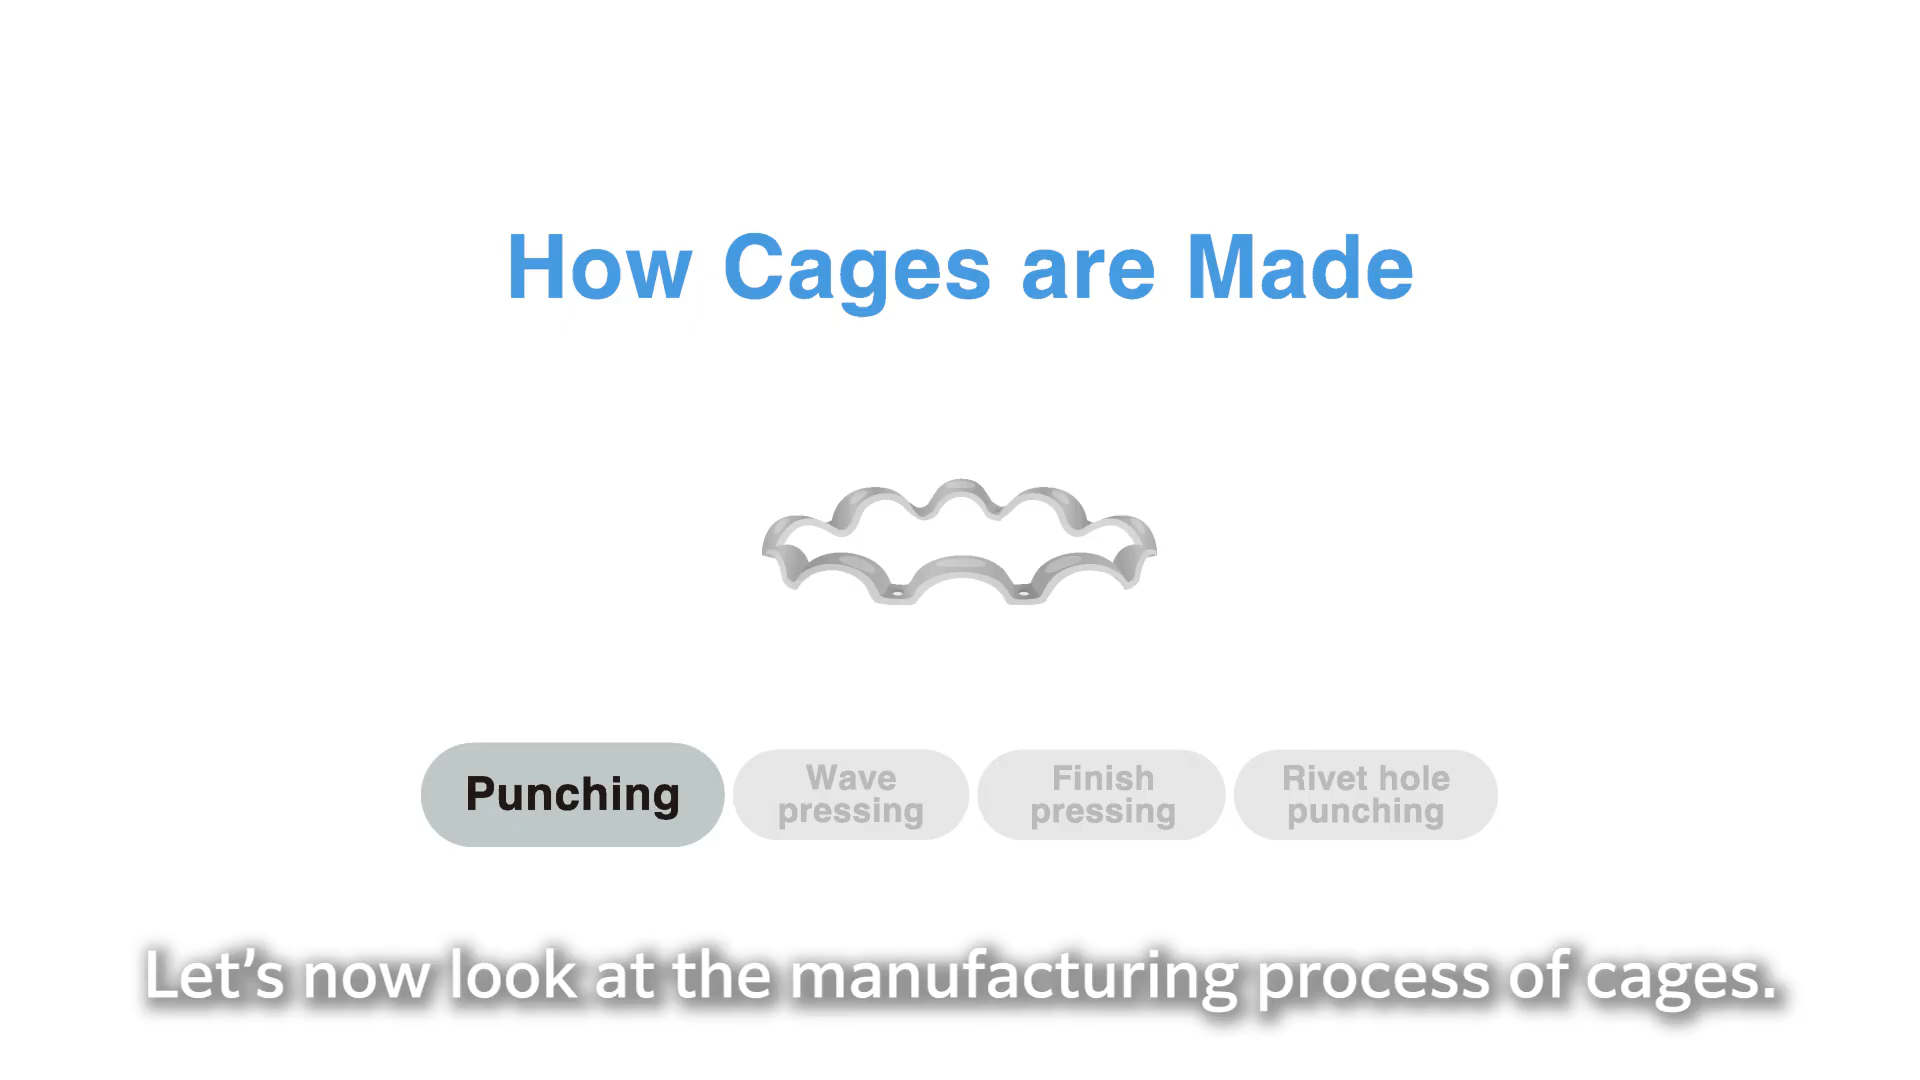 How Cages are Made
Punching
Wave
pressing
Finish
pressing
Rivet hole
punching
Let's now look at the manufacturing process of cages.